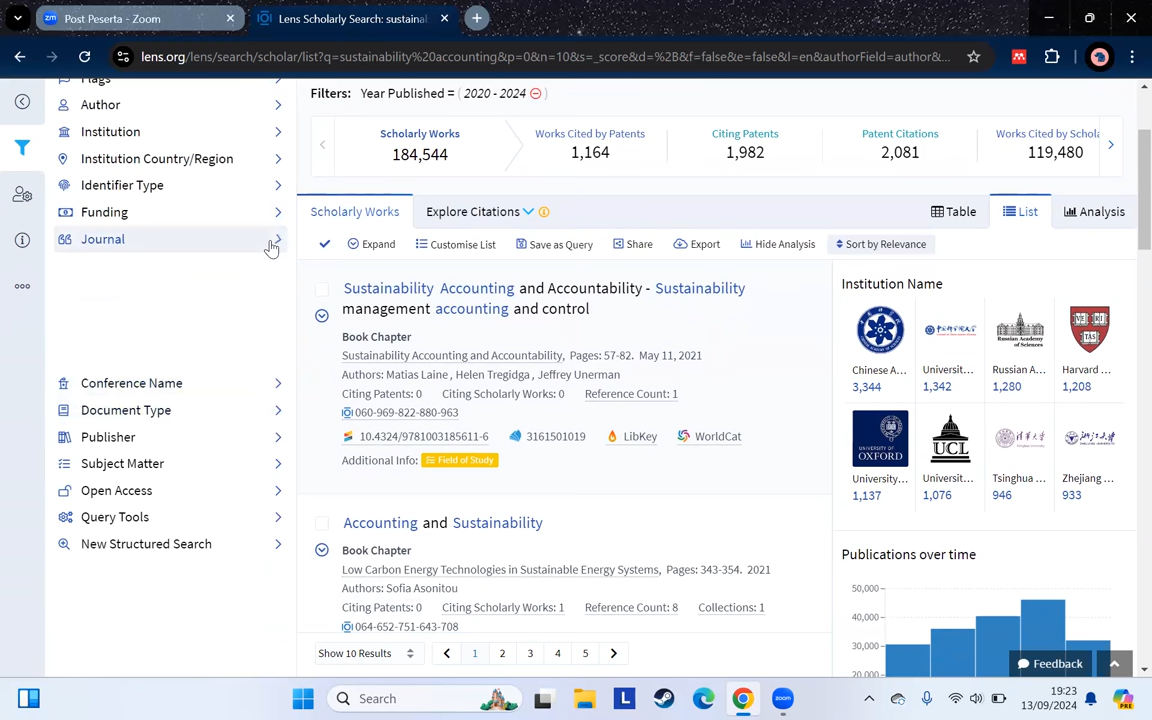 Post Peserta - Zoom
Lens Scholarly Search: sustaina
lens.org/lens/search/scholar/list?q=sustainability%20accounting&p=0&n=10&s=_score&d=%2B&f=false&e=false&l=en&authorField=author&...
Flags
Author
Institution
Institution Country/Region
Identifier Type
Funding
Journal
Conference Name
Document Type
Publisher
Subject Matter
Open Access
Query Tools
New Structured Search
Filters: Year Published = ( 2020 - 2024 )
Scholarly Works Works Cited by Patents Citing Patents Patent Citations Works Cited by Schola
184,544 1,164 1,982 2,081 119,480
Scholarly Works Explore Citations Table List Analysis
Expand Customise List Save as Query Share Export Hide Analysis Sort by Relevance
Sustainability Accounting and Accountability - Sustainability
management accounting and control
Book Chapter
Sustainability Accounting and Accountability, Pages: 57-82. May 11, 2021
Authors: Matias Laine , Helen Tregidga , Jeffrey Unerman
Citing Patents: 0 Citing Scholarly Works: 0 Reference Count: 1
060-969-822-880-963
10.4324/9781003185611-6 3161501019 LibKey WorldCat
Additional Info: Field of Study
Accounting and Sustainability
Book Chapter
Low Carbon Energy Technologies in Sustainable Energy Systems, Pages: 343-354. 2021
Authors: Sofia Asonitou
Citing Patents: 0 Citing Scholarly Works: 1 Reference Count: 8 Collections: 1
064-652-751-643-708
Show 10 Results 1 2 3 4 5
Institution Name
Chinese A... Universit... Russian A... Harvard ...
3,344 1,342 1,280 1,208
UNIVERSITY OF OXFORD UCL
University... Universit... Tsinghua ... Zhejiang ...
1,137 1,076 946 933
Publications over time
50,000
40,000
30,000
20,000
Feedback
Search
19:23
13/09/2024